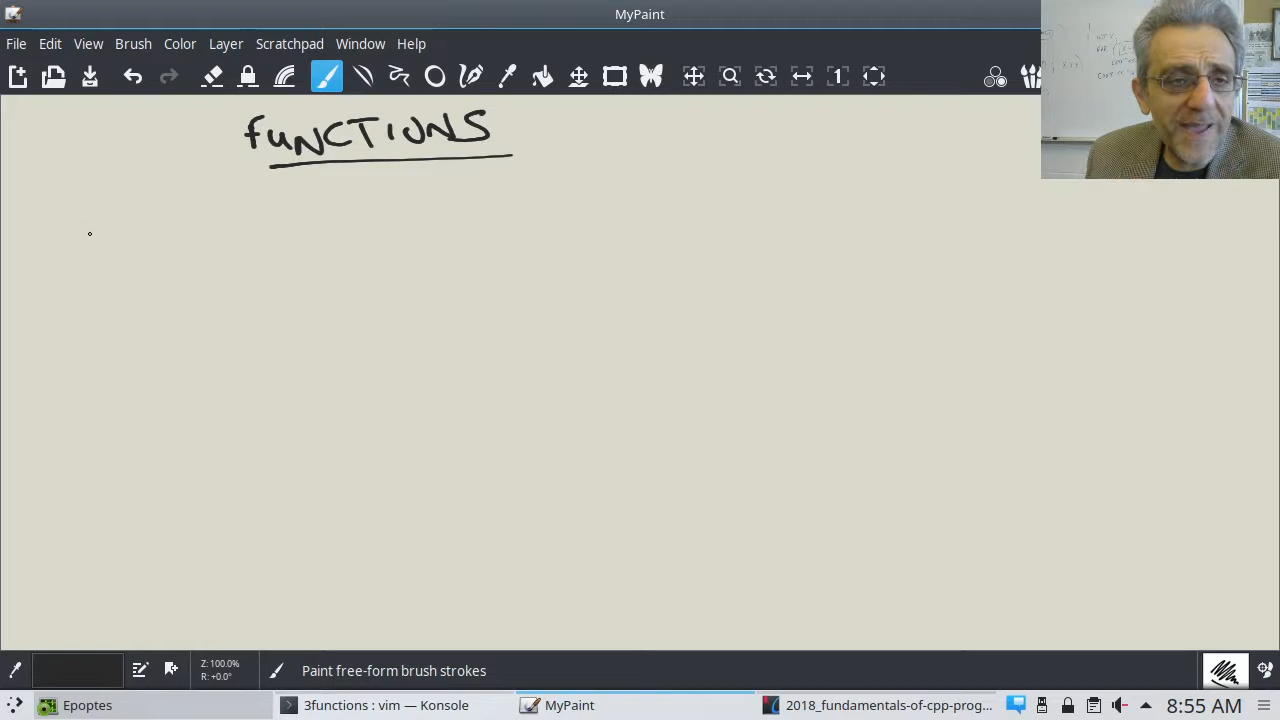 MyPaint
File Edit View Brush Color Layer Scratchpad Window Help
1
fuNCTIONS
Z: 100.0%
R: +0.0°
Paint free-form brush strokes
Epoptes
3functions : vim — Konsole
MyPaint
2018_fundamentals-of-cpp-prog...
8:55 AM